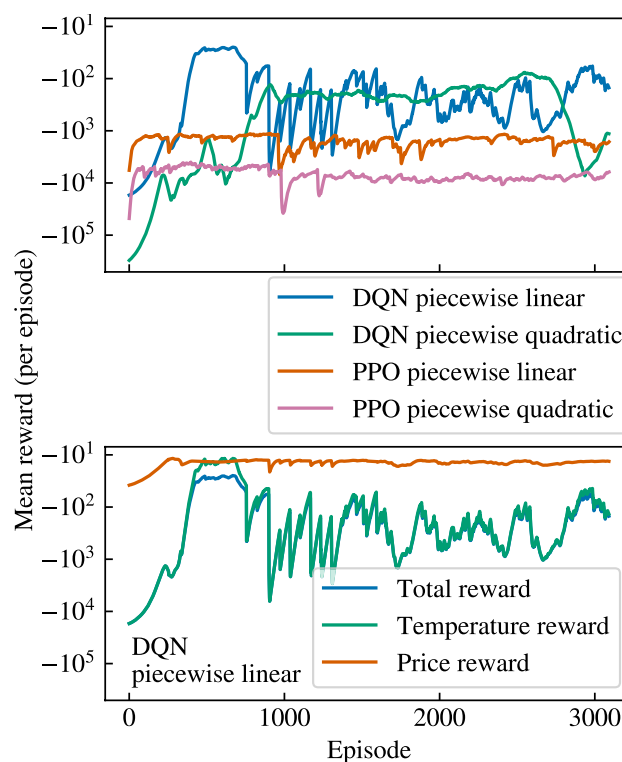 −10¹
−10²
−10³
−10⁴
−10⁵
DQN piecewise linear
DQN piecewise quadratic
PPO piecewise linear
PPO piecewise quadratic
Mean reward (per episode)
−10¹
−10²
−10³
−10⁴
−10⁵
Total reward
Temperature reward
Price reward
DQN
piecewise linear
0
1000
2000
3000
Episode